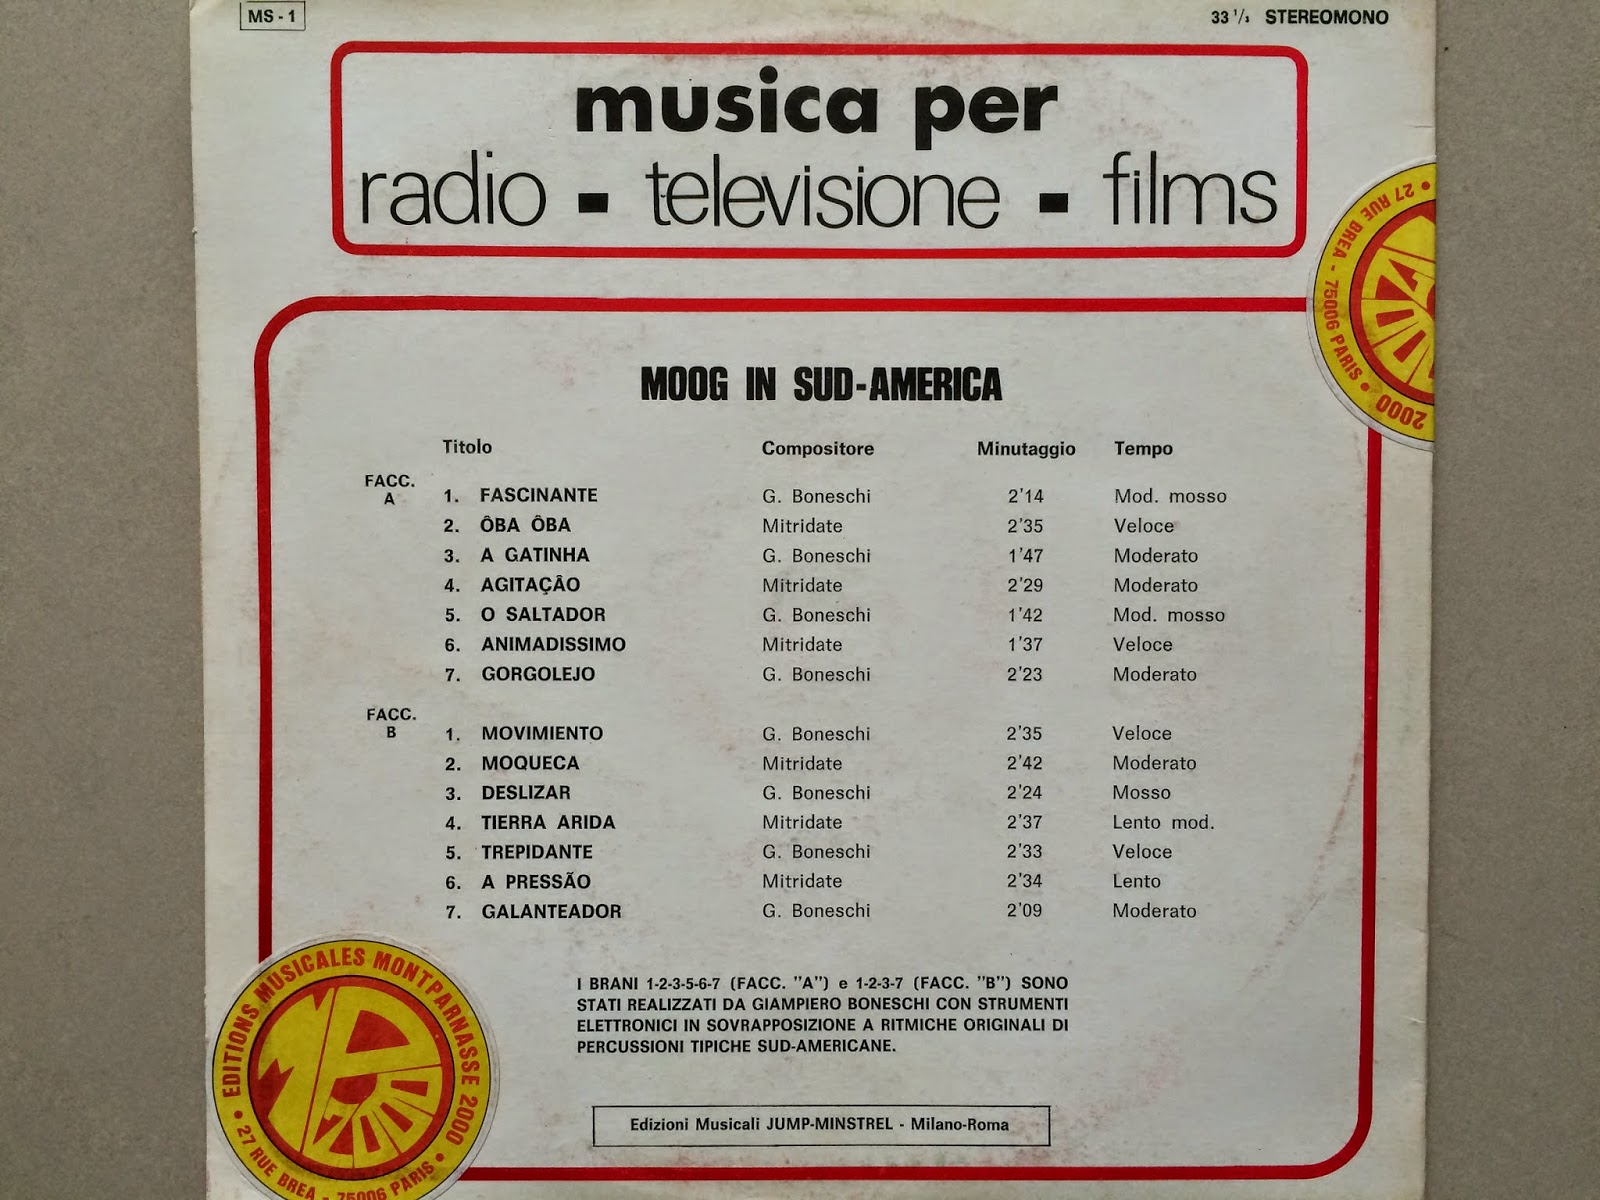 MS - 1
33 1/3 STEREOMONO
musica per
radio - televisione - films
MOOG IN SUD-AMERICA
Titolo Compositore Minutaggio Tempo
FACC. A
1. FASCINANTE G. Boneschi 2'14 Mod. mosso
2. ÔBA ÔBA Mitridate 2'35 Veloce
3. A GATINHA G. Boneschi 1'47 Moderato
4. AGITAÇÂO Mitridate 2'29 Moderato
5. O SALTADOR G. Boneschi 1'42 Mod. mosso
6. ANIMADISSIMO Mitridate 1'37 Veloce
7. GORGOLEJO G. Boneschi 2'23 Moderato
FACC. B
1. MOVIMIENTO G. Boneschi 2'35 Veloce
2. MOQUECA Mitridate 2'42 Moderato
3. DESLIZAR G. Boneschi 2'24 Mosso
4. TIERRA ARIDA Mitridate 2'37 Lento mod.
5. TREPIDANTE G. Boneschi 2'33 Veloce
6. A PRESSÃO Mitridate 2'34 Lento
7. GALANTEADOR G. Boneschi 2'09 Moderato
I BRANI 1-2-3-5-6-7 (FACC. "A") e 1-2-3-7 (FACC. "B") SONO
STATI REALIZZATI DA GIAMPIERO BONESCHI CON STRUMENTI
ELETTRONICI IN SOVRAPPOSIZIONE A RITMICHE ORIGINALI DI
PERCUSSIONI TIPICHE SUD-AMERICANE.
Edizioni Musicali JUMP-MINSTREL - Milano-Roma
• EDITIONS MUSICALES MONTPARNASSE 2000 •
27 RUE BREA - 75006 PARIS
2000 •
• 27 RUE BREA - 75006 PARIS